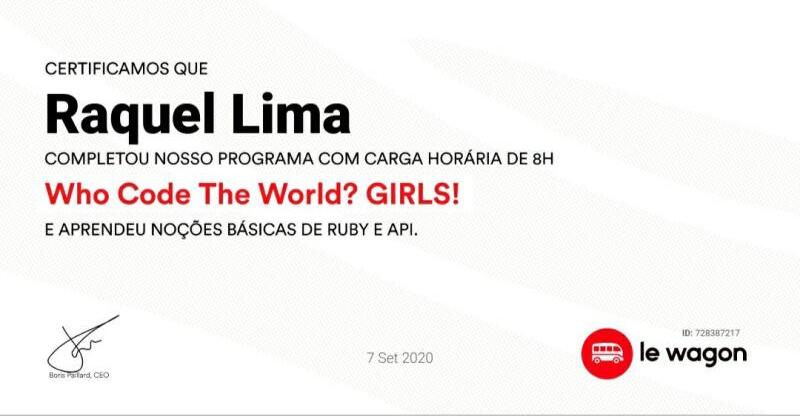 CERTIFICAMOS QUE
Raquel Lima
COMPLETOU NOSSO PROGRAMA COM CARGA HORÁRIA DE 8H
Who Code The World? GIRLS!
E APRENDEU NOÇÕES BÁSICAS DE RUBY E API.
Boris Paillard, CEO
7 Set 2020
ID: 728387217
le wagon